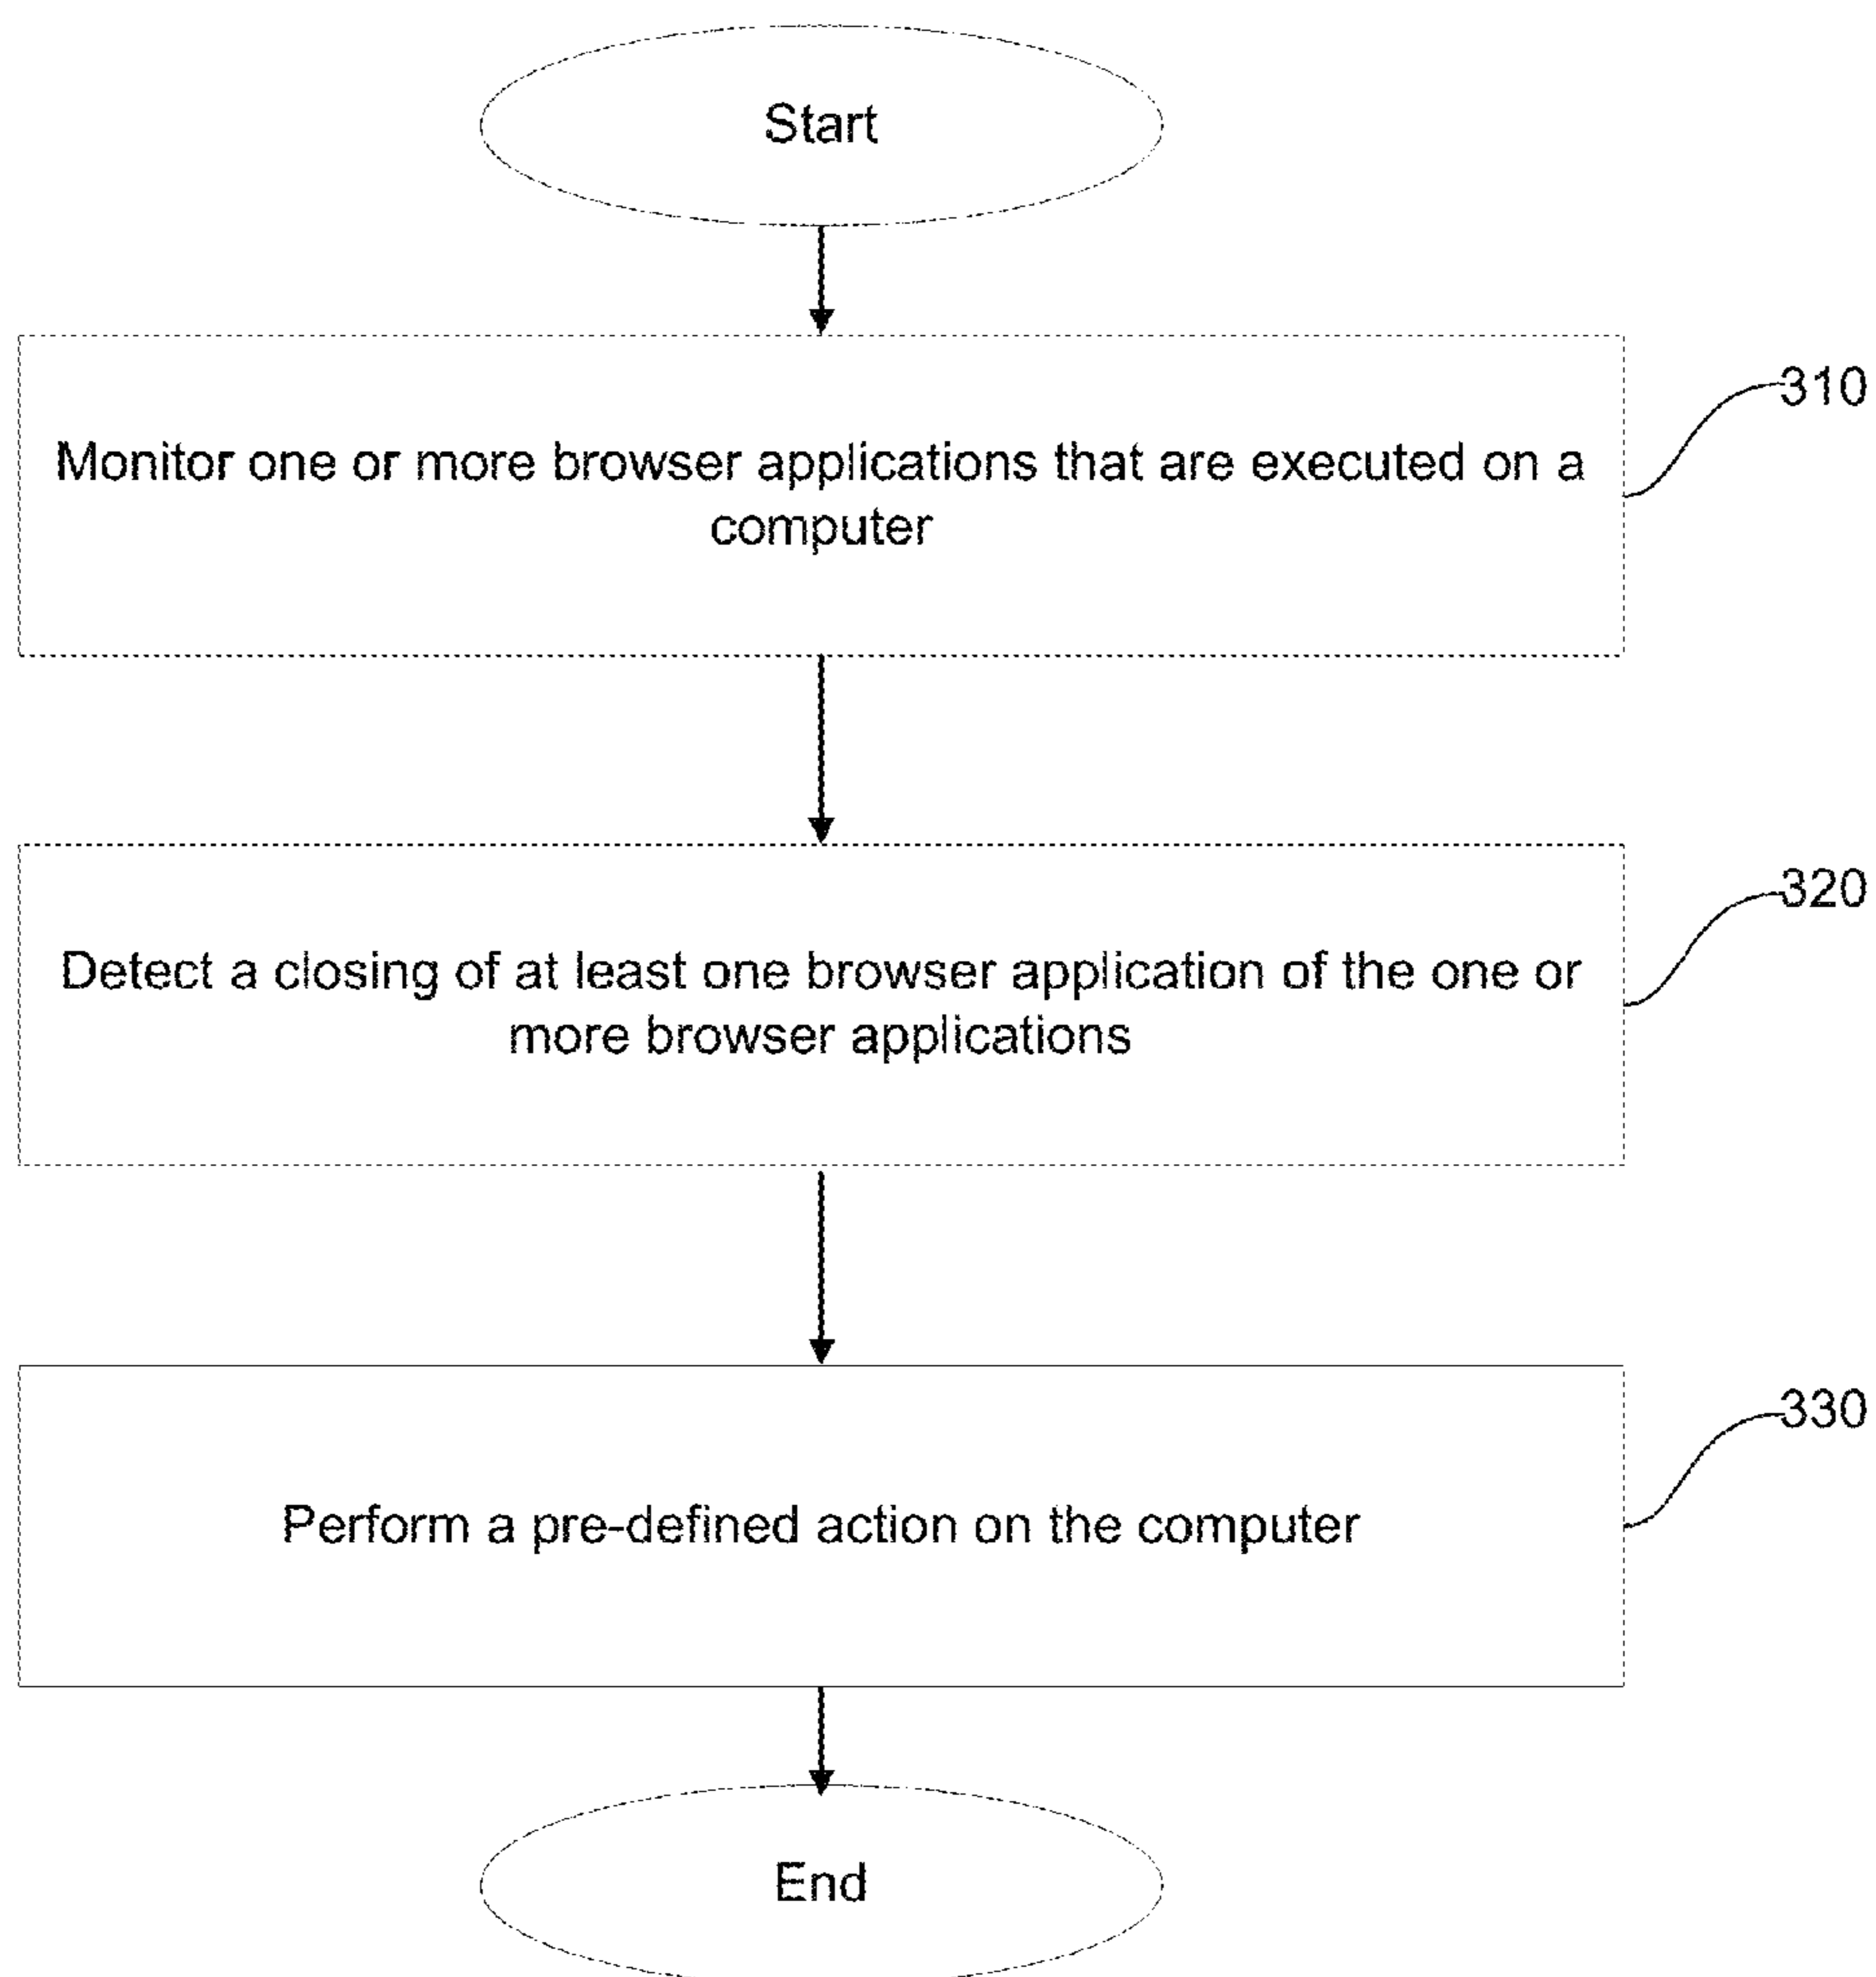 Start
310
Monitor one or more browser applications that are executed on a
computer
320
Detect a closing of at least one browser application of the one or
more browser applications
330
Perform a pre-defined action on the computer
End